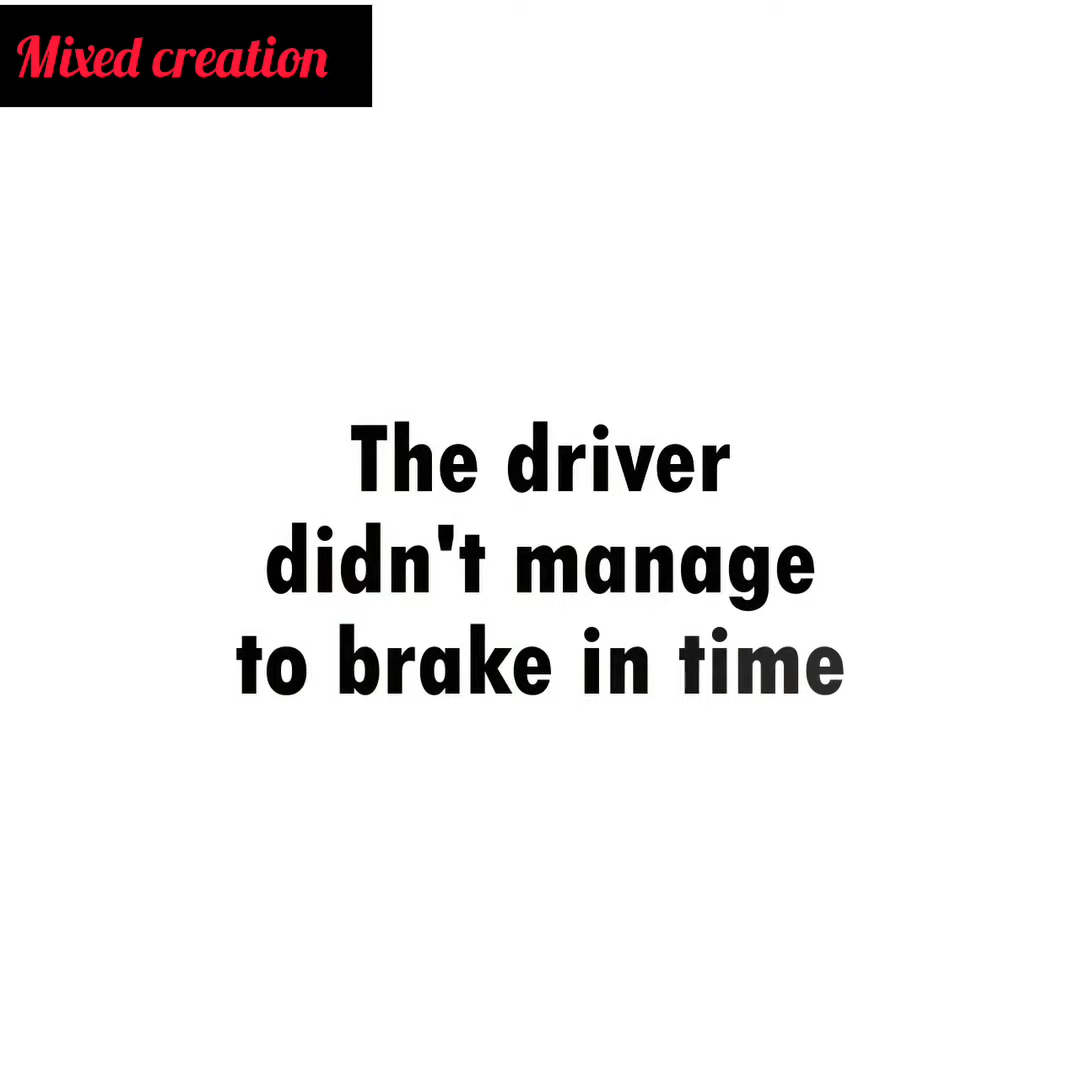 Mixed creation
The driver
didn't manage
to brake in time